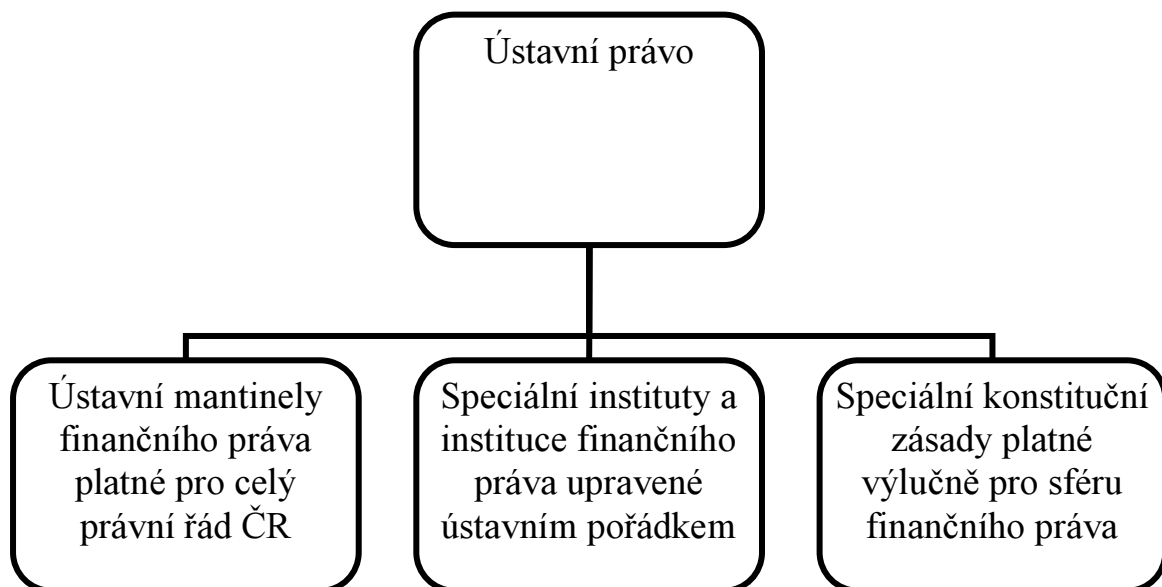 Ústavní právo
Ústavní mantinely
finančního práva
platné pro celý
právní řád ČR
Speciální instituty a
instituce finančního
práva upravené
ústavním pořádkem
Speciální konstituční
zásady platné
výlučně pro sféru
finančního práva